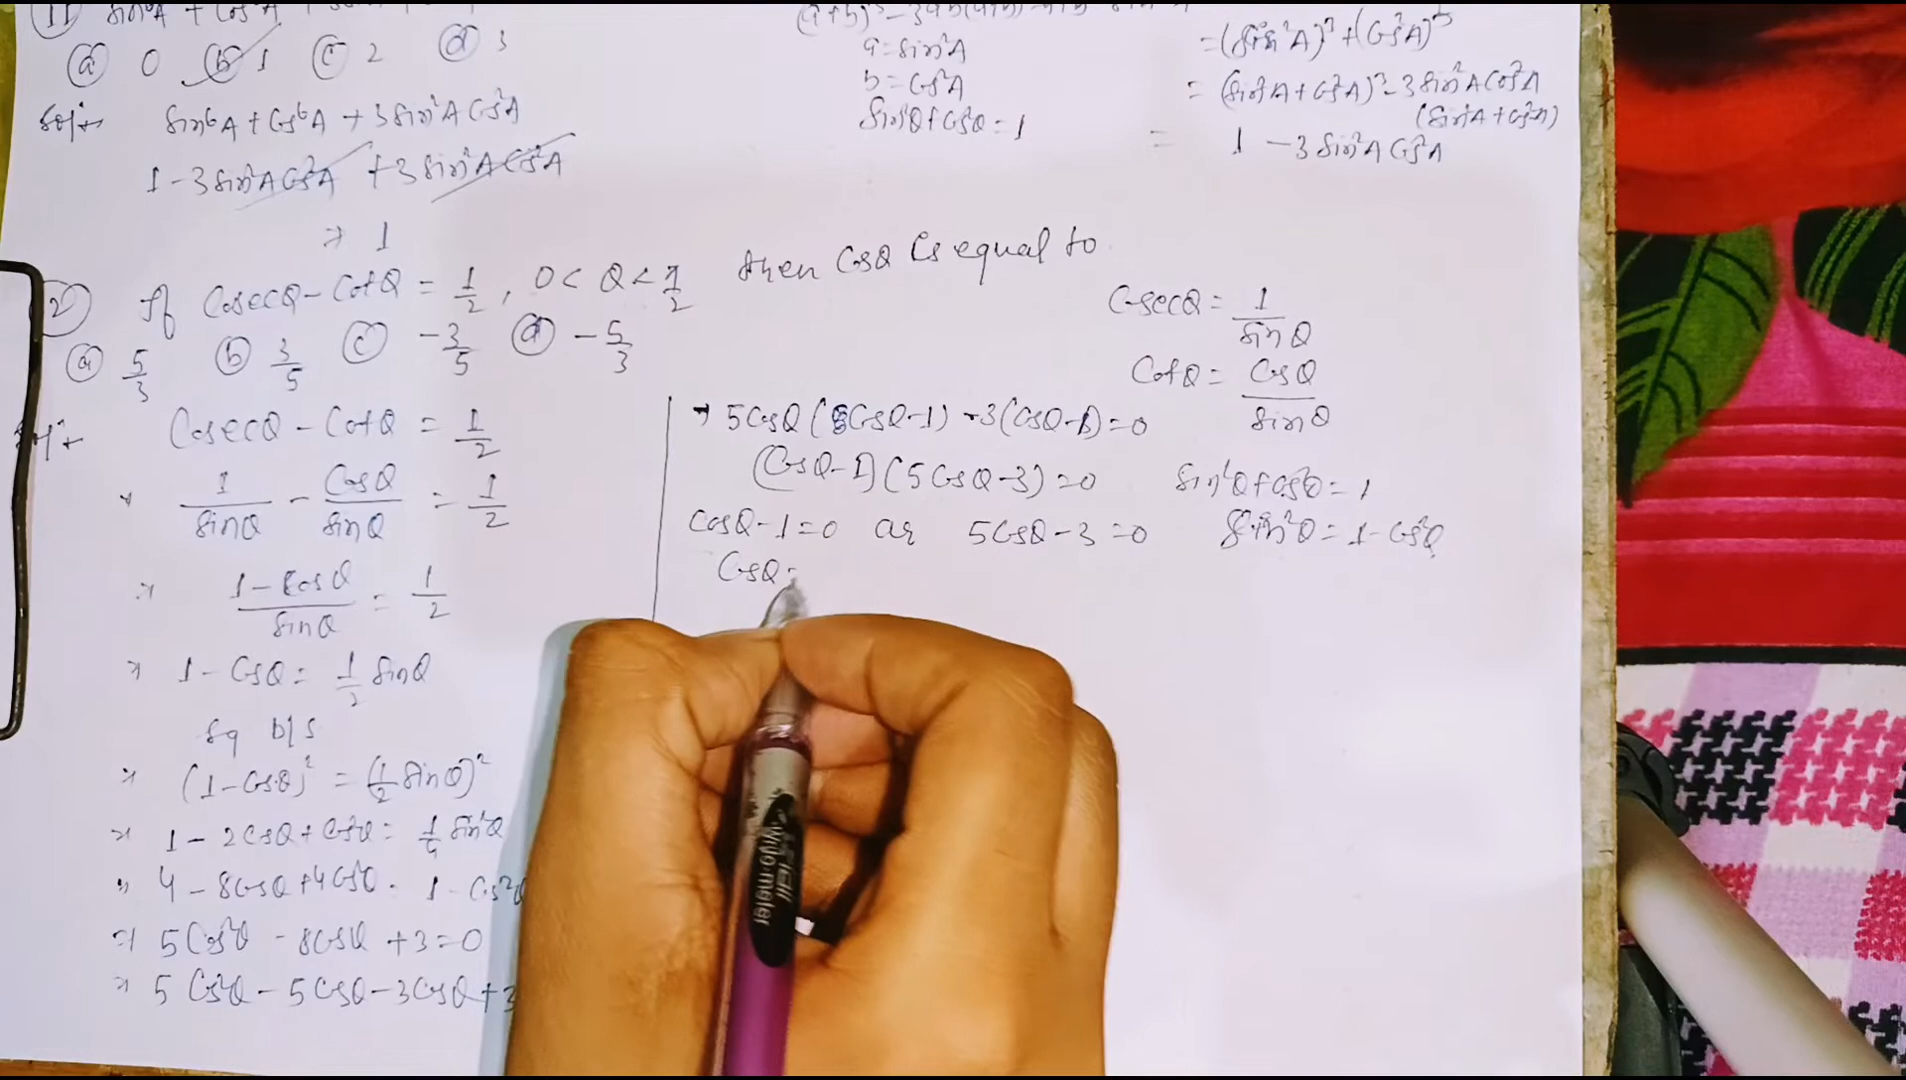 (11) Sin⁶A + Cos⁶A +
(a) 0 (b) 1 (c) 2 (d) 3
Sol:- Sin⁶A + Cos⁶A + 3Sin²A Cos²A
1 - 3Sin²A Cos²A + 3Sin²A Cos²A
⇒ 1
a = Sin²A
b = Cos²A
Sin²θ + Cos²θ = 1
= (Sin²A)³ + (Cos²A)³
= (Sin²A + Cos²A)³ - 3Sin²A Cos²A
(Sin²A + Cos²A)
= 1 - 3Sin²A Cos²A
2) If Cosecθ - Cotθ = 1/2, 0 < θ < π/2 then Cosθ is equal to
(a) 5/3 (b) 3/5 (c) -3/5 (d) -5/3
Sol:- Cosecθ - Cotθ = 1/2
⇒ 1/Sinθ - Cosθ/Sinθ = 1/2
⇒ 1 - Cosθ/Sinθ = 1/2
⇒ 1 - Cosθ = 1/2 Sinθ
Sq b/s
⇒ (1 - Cosθ)² = (1/2 Sinθ)²
⇒ 1 - 2Cosθ + Cos²θ = 1/4 Sin²θ
⇒ 4 - 8Cosθ + 4Cos²θ = 1 - Cos²θ
⇒ 5Cos²θ - 8Cosθ + 3 = 0
⇒ 5Cos²θ - 5Cosθ - 3Cosθ + 3
⇒ 5Cosθ (Cosθ - 1) - 3(Cosθ - 1) = 0
(Cosθ - 1)(5Cosθ - 3) = 0
Cosθ - 1 = 0 or 5Cosθ - 3 = 0
Cosθ =
Cosecθ = 1/Sinθ
Cotθ = Cosθ/Sinθ
Sin²θ + Cos²θ = 1
Sin²θ = 1 - Cos²θ